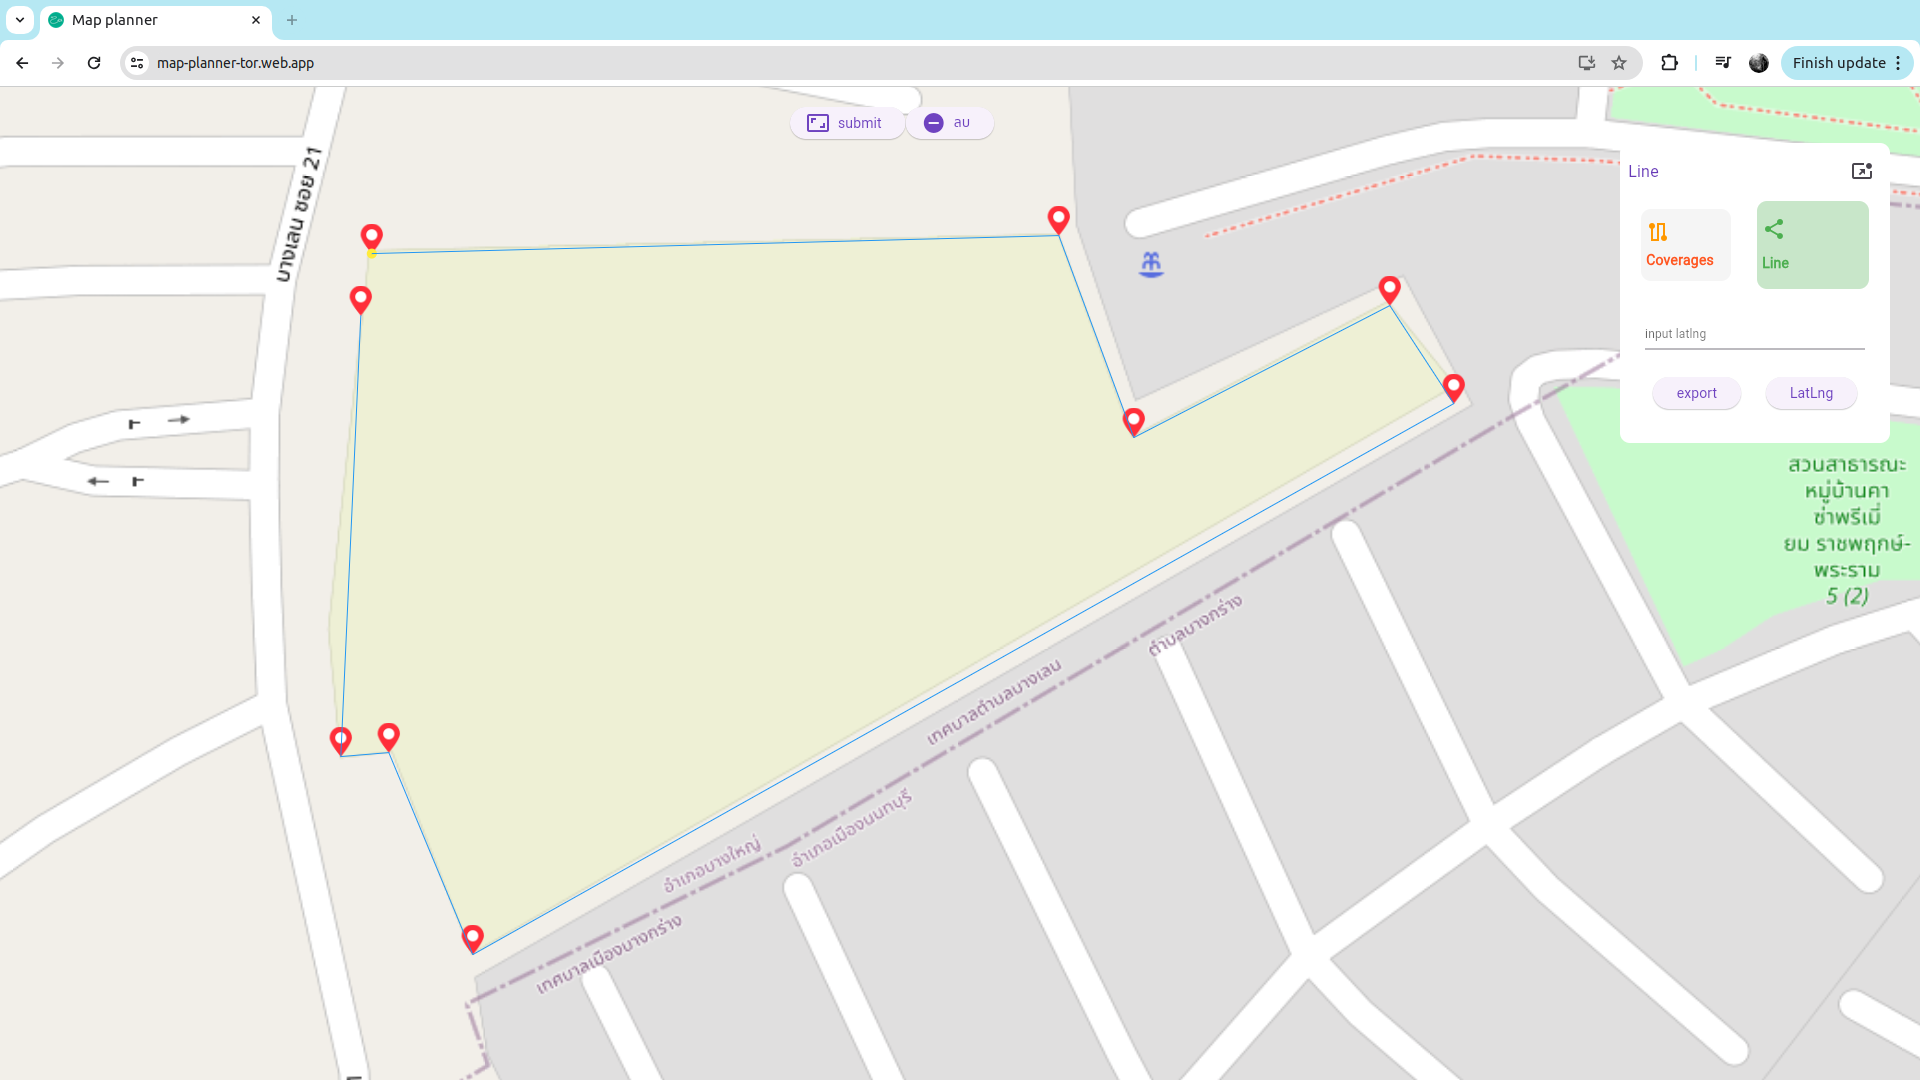 Map planner
map-planner-tor.web.app
Finish update
submit
ลบ
บางเลน ซอย 21
Line
Coverages
Line
input latlng
export
LatLng
สวนสาธารณะ
หมู่บ้านคา
ซ่าพรีเมี่
ยม ราชพฤกษ์-
พระราม
5 (2)
ตำบลบางกร่าง
เทศบาลตำบลบางเลน
อำเภอเมืองนนทบุรี
อำเภอบางใหญ่
เทศบาลเมืองบางกร่าง